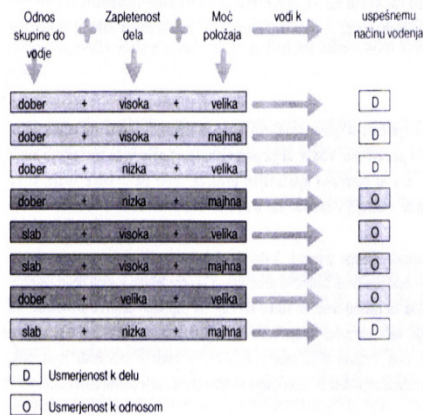 Odnos skupine do vodje + Zapletenost dela + Moč položaja vodi k uspešnemu načinu vodenja
dober + visoka + velika D
dober + visoka + majhna D
dober + nizka + velika D
dober + nizka + majhna O
slab + visoka + velika O
slab + visoka + majhna O
dober + velika + velika O
slab + nizka + majhna D
D Usmerjenost k delu
O Usmerjenost k odnosom